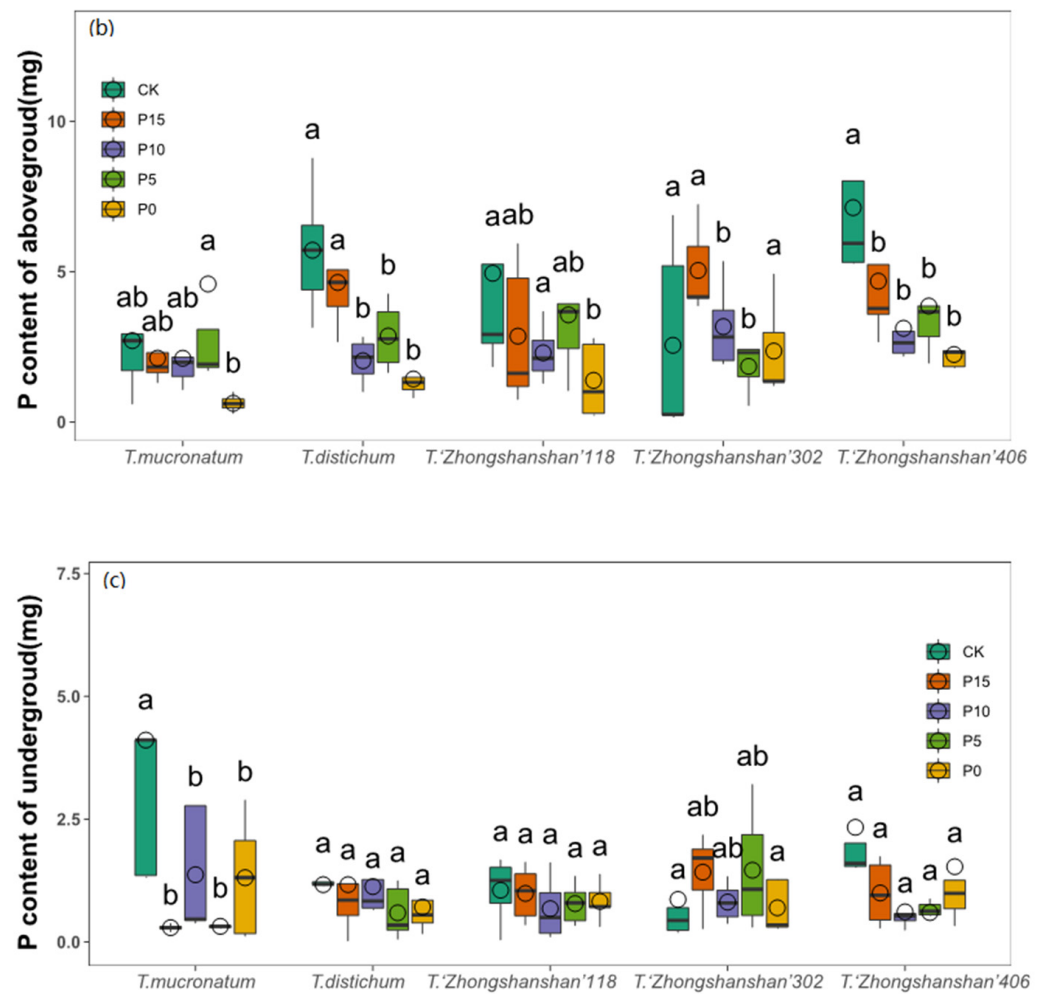 (b)
P content of abovegroud(mg)
CK
P15
P10
P5
P0
10
5
0
ab ab ab a b
a a b b b
a ab a ab b
a a b b a
a b b b b
T.mucronatum T.distichum T.‘Zhongshanshan’118 T.‘Zhongshanshan’302 T.‘Zhongshanshan’406
(c)
P content of undergroud(mg)
7.5
5.0
2.5
0.0
CK
P15
P10
P5
P0
a b b b b
a a a a a
a a a a a
a ab ab ab a
a a a a a
T.mucronatum T.distichum T.‘Zhongshanshan’118 T.‘Zhongshanshan’302 T.‘Zhongshanshan’406